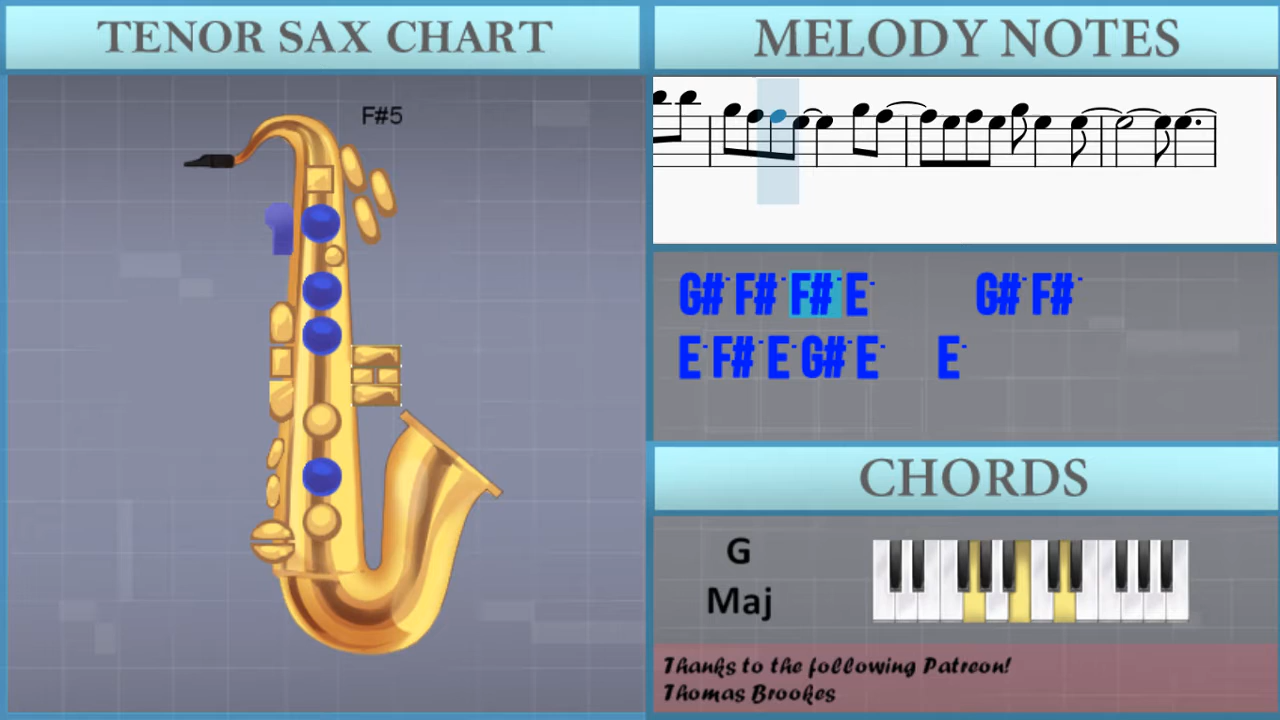 TENOR SAX CHART
F#5
MELODY NOTES
G#· F#· F#· E· G#· F#·
E· F#· E· G#· E· E·
CHORDS
G
Maj
Thanks to the following Patreon!
Thomas Brookes